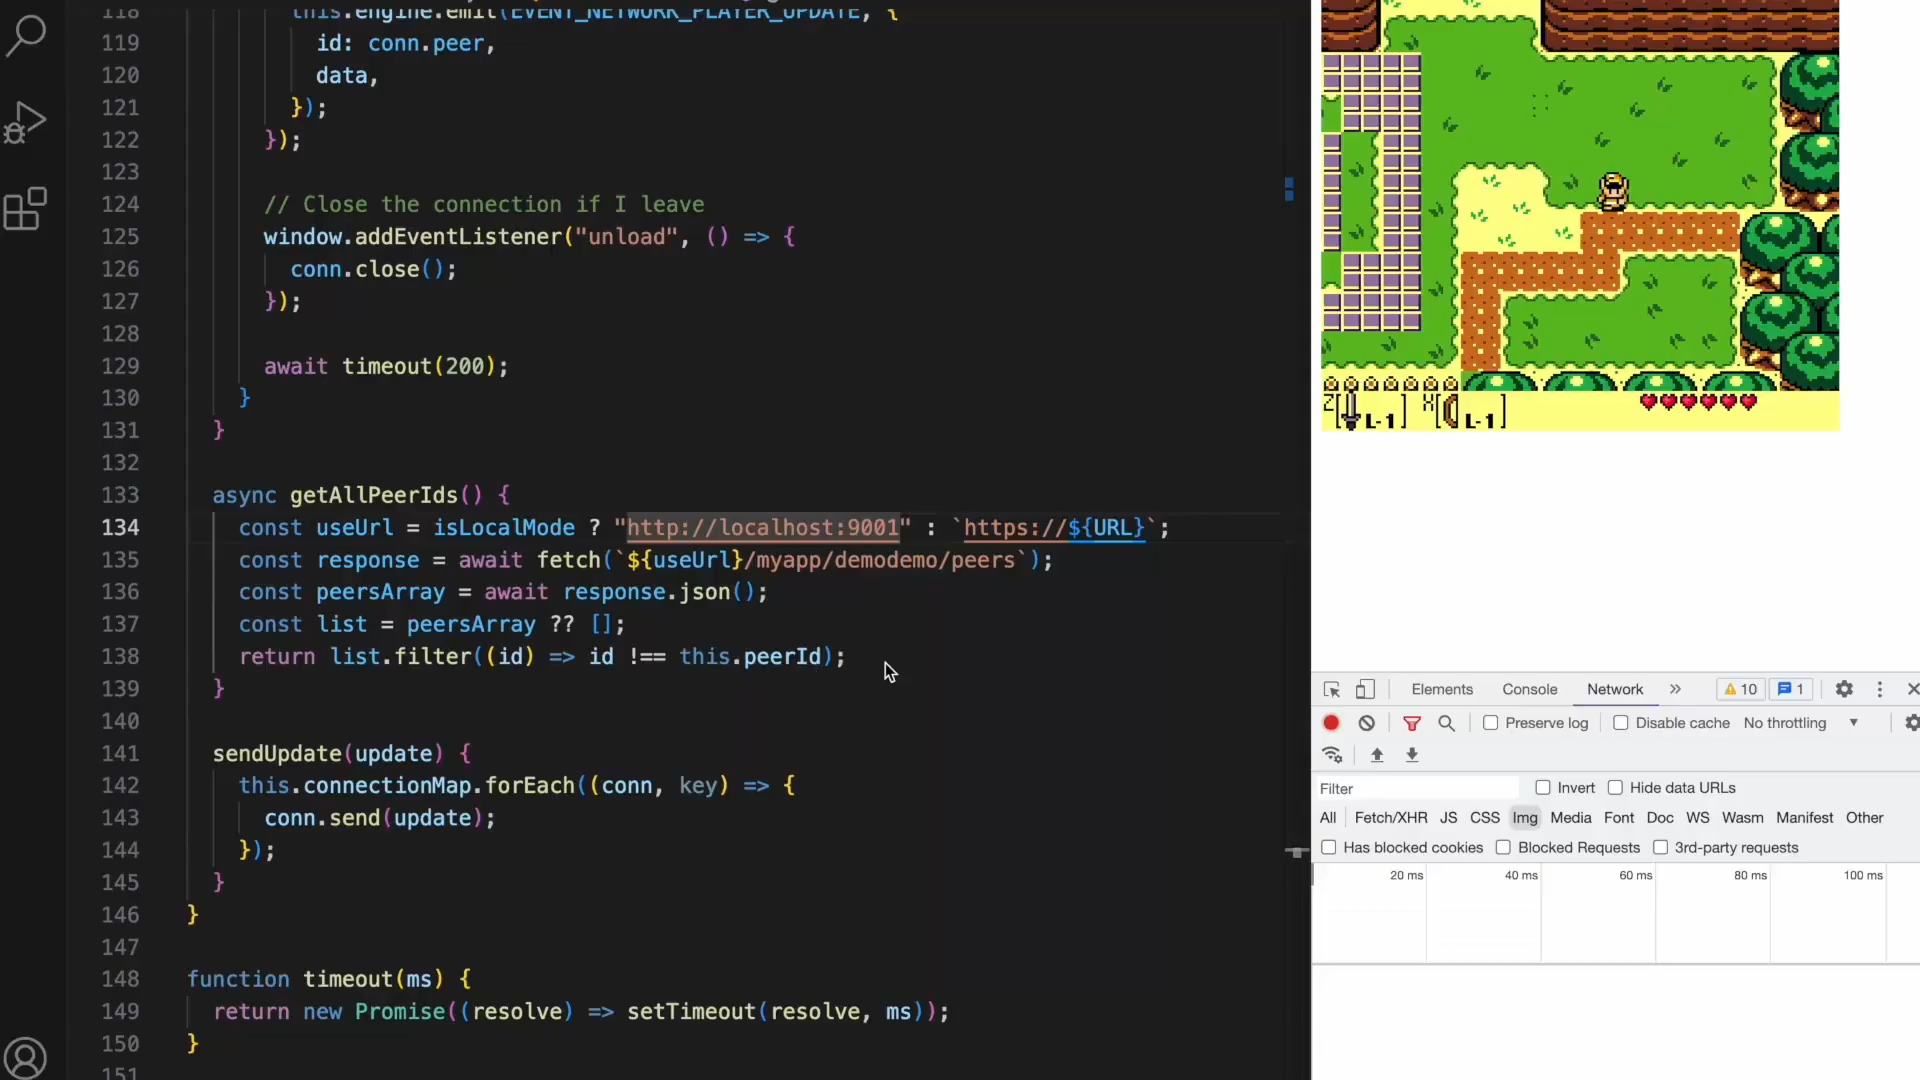 118 this.engine.emit(EVENT_NETWORK_PLAYER_UPDATE, {
119 id: conn.peer,
120 data,
121 });
122 });
123
124 // Close the connection if I leave
125 window.addEventListener("unload", () => {
126 conn.close();
127 });
128
129 await timeout(200);
130 }
131 }
132
133 async getAllPeerIds() {
134 const useUrl = isLocalMode ? "http://localhost:9001" : `https://${URL}`;
135 const response = await fetch(`${useUrl}/myapp/demodemo/peers`);
136 const peersArray = await response.json();
137 const list = peersArray ?? [];
138 return list.filter((id) => id !== this.peerId);
139 }
140
141 sendUpdate(update) {
142 this.connectionMap.forEach((conn, key) => {
143 conn.send(update);
144 });
145 }
146 }
147
148 function timeout(ms) {
149 return new Promise((resolve) => setTimeout(resolve, ms));
150 }
151
Z[ L-1] X[ L-1]
Elements Console Network » 10 1
Preserve log Disable cache No throttling
Filter Invert Hide data URLs
All Fetch/XHR JS CSS Img Media Font Doc WS Wasm Manifest Other
Has blocked cookies Blocked Requests 3rd-party requests
20 ms 40 ms 60 ms 80 ms 100 ms